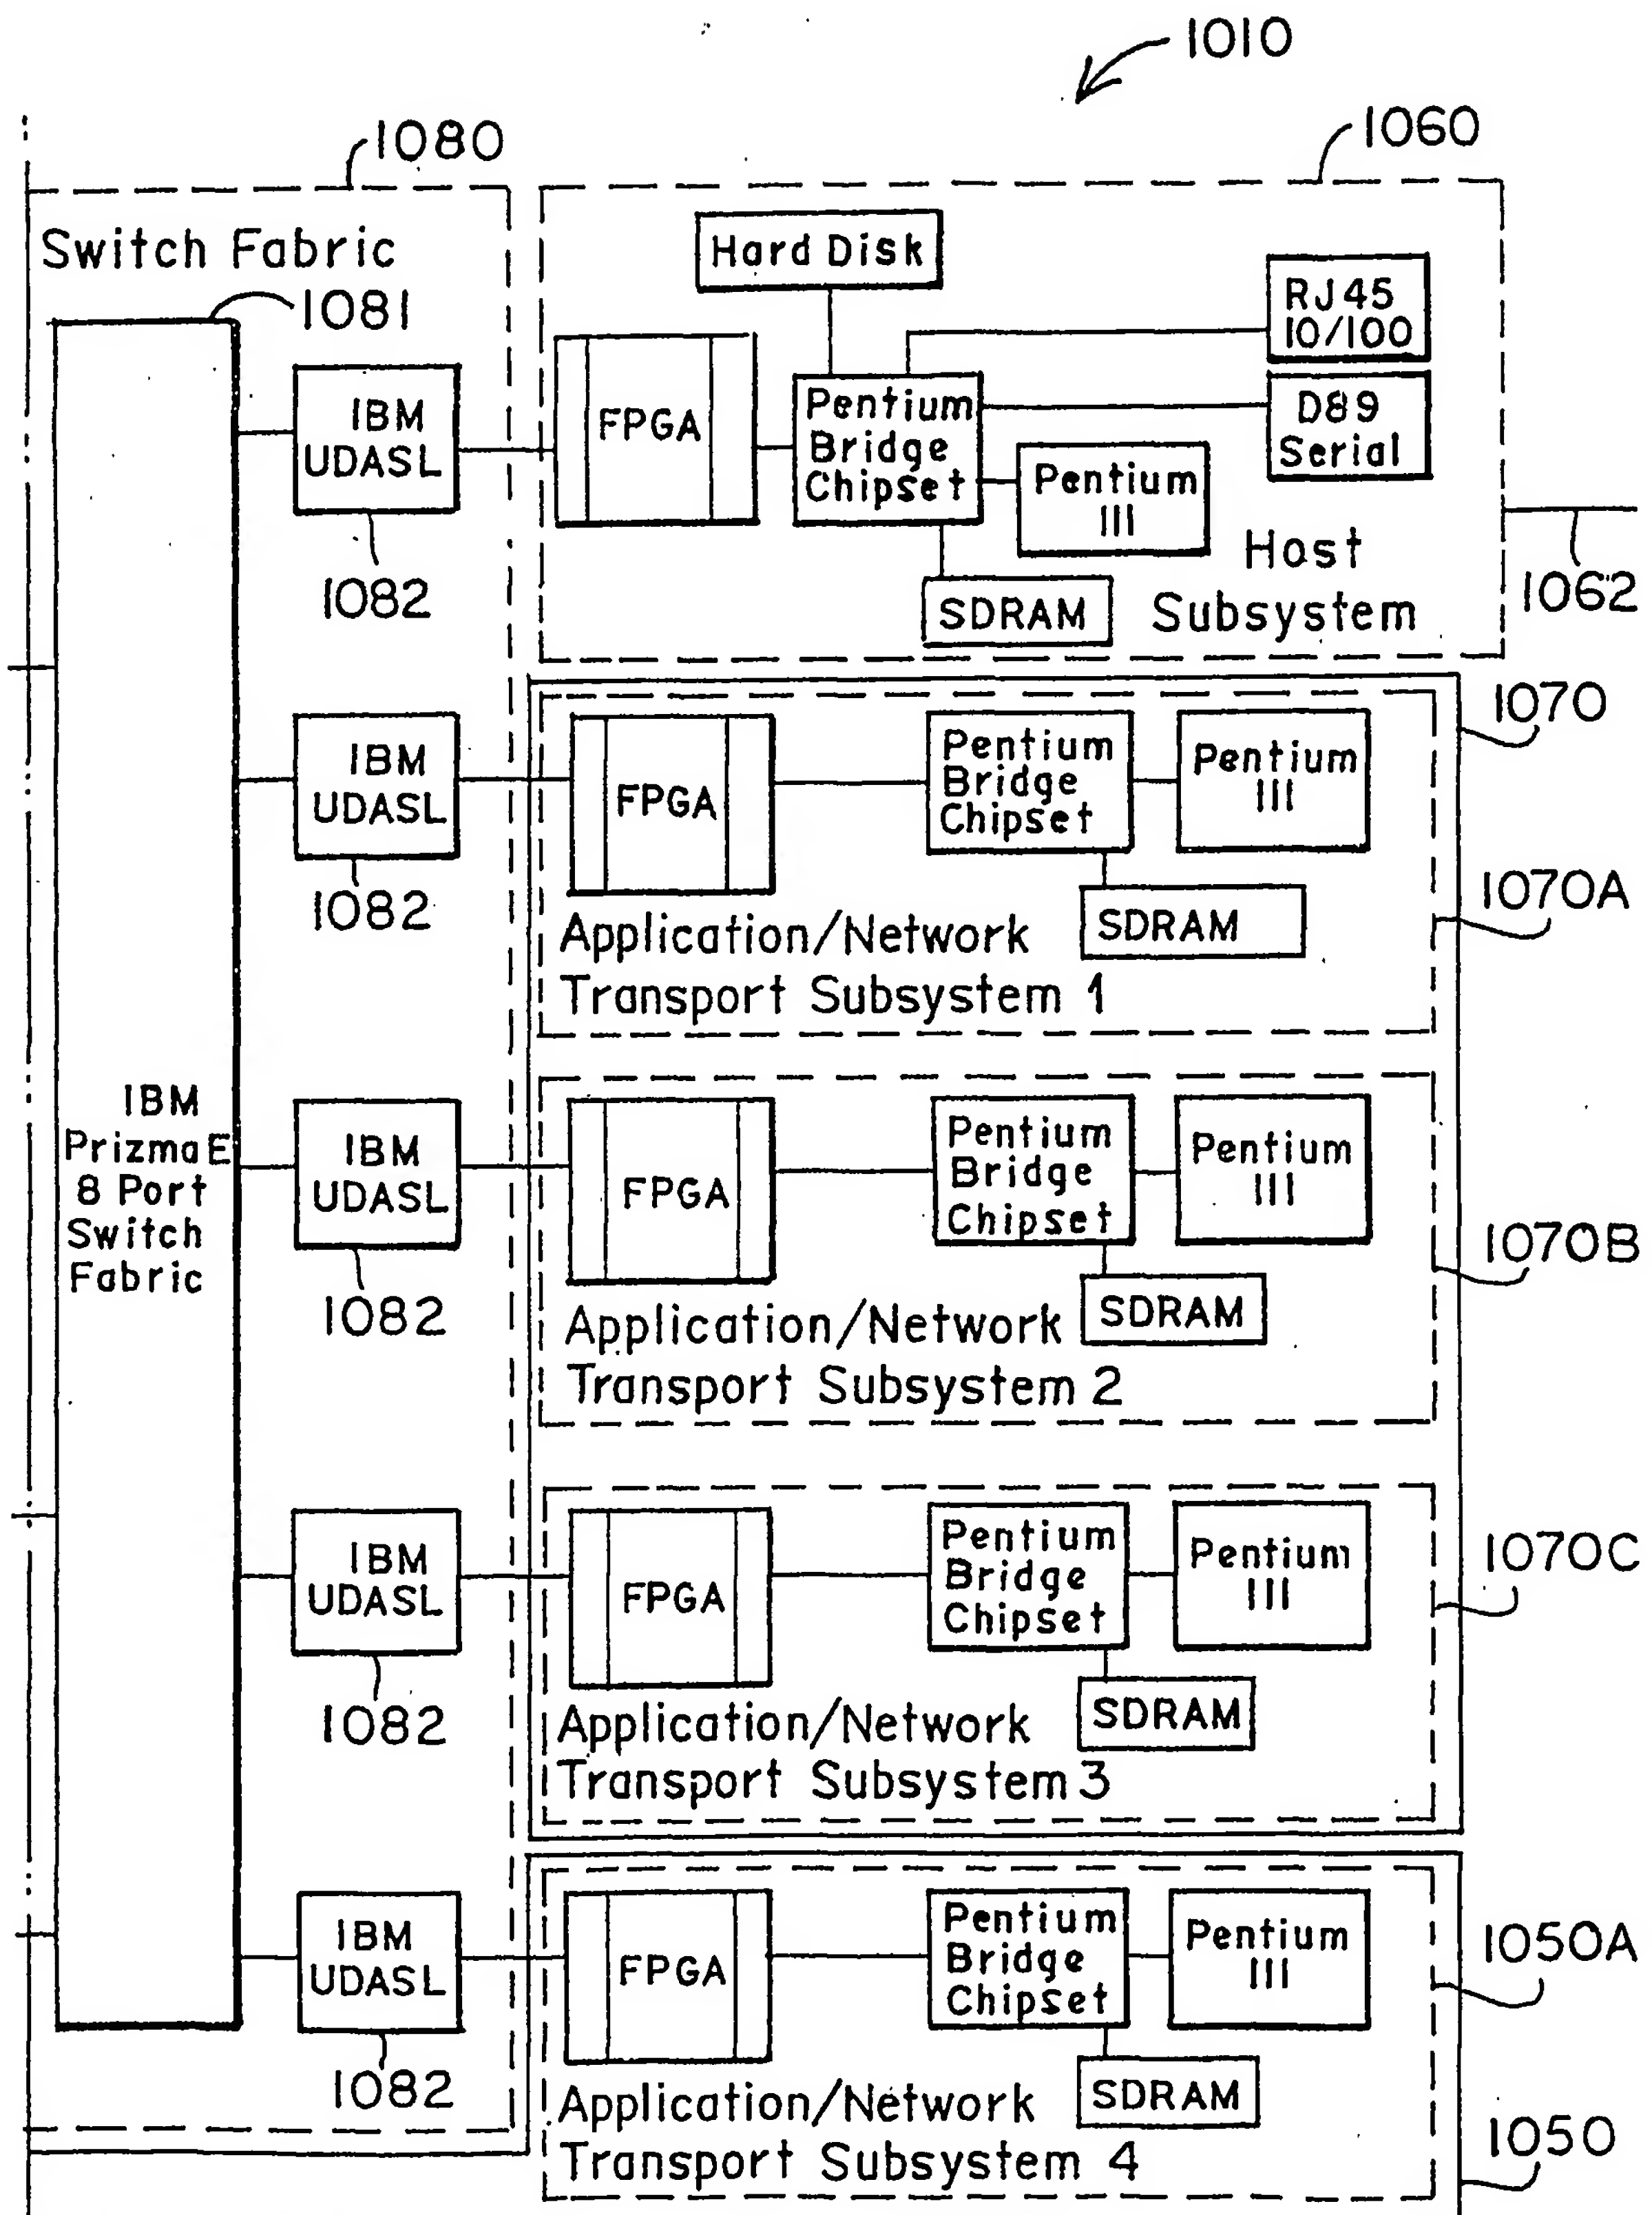 1010
1080
1060
Switch Fabric
1081
Hard Disk
RJ45
10/100
IBM
UDASL
FPGA
Pentium
Bridge
Chipset
D89
Serial
Pentium
III
Host
Subsystem
1082
SDRAM
1062
1070
IBM
UDASL
FPGA
Pentium
Bridge
Chipset
Pentium
III
1082
1070A
SDRAM
Application/Network
Transport Subsystem 1
IBM
PrizmaE
8 Port
Switch
Fabric
IBM
UDASL
FPGA
Pentium
Bridge
Chipset
Pentium
III
1070B
1082
SDRAM
Application/Network
Transport Subsystem 2
IBM
UDASL
FPGA
Pentium
Bridge
Chipset
Pentium
III
1070C
1082
SDRAM
Application/Network
Transport Subsystem 3
IBM
UDASL
FPGA
Pentium
Bridge
Chipset
Pentium
III
1050A
1082
SDRAM
Application/Network
Transport Subsystem 4
1050